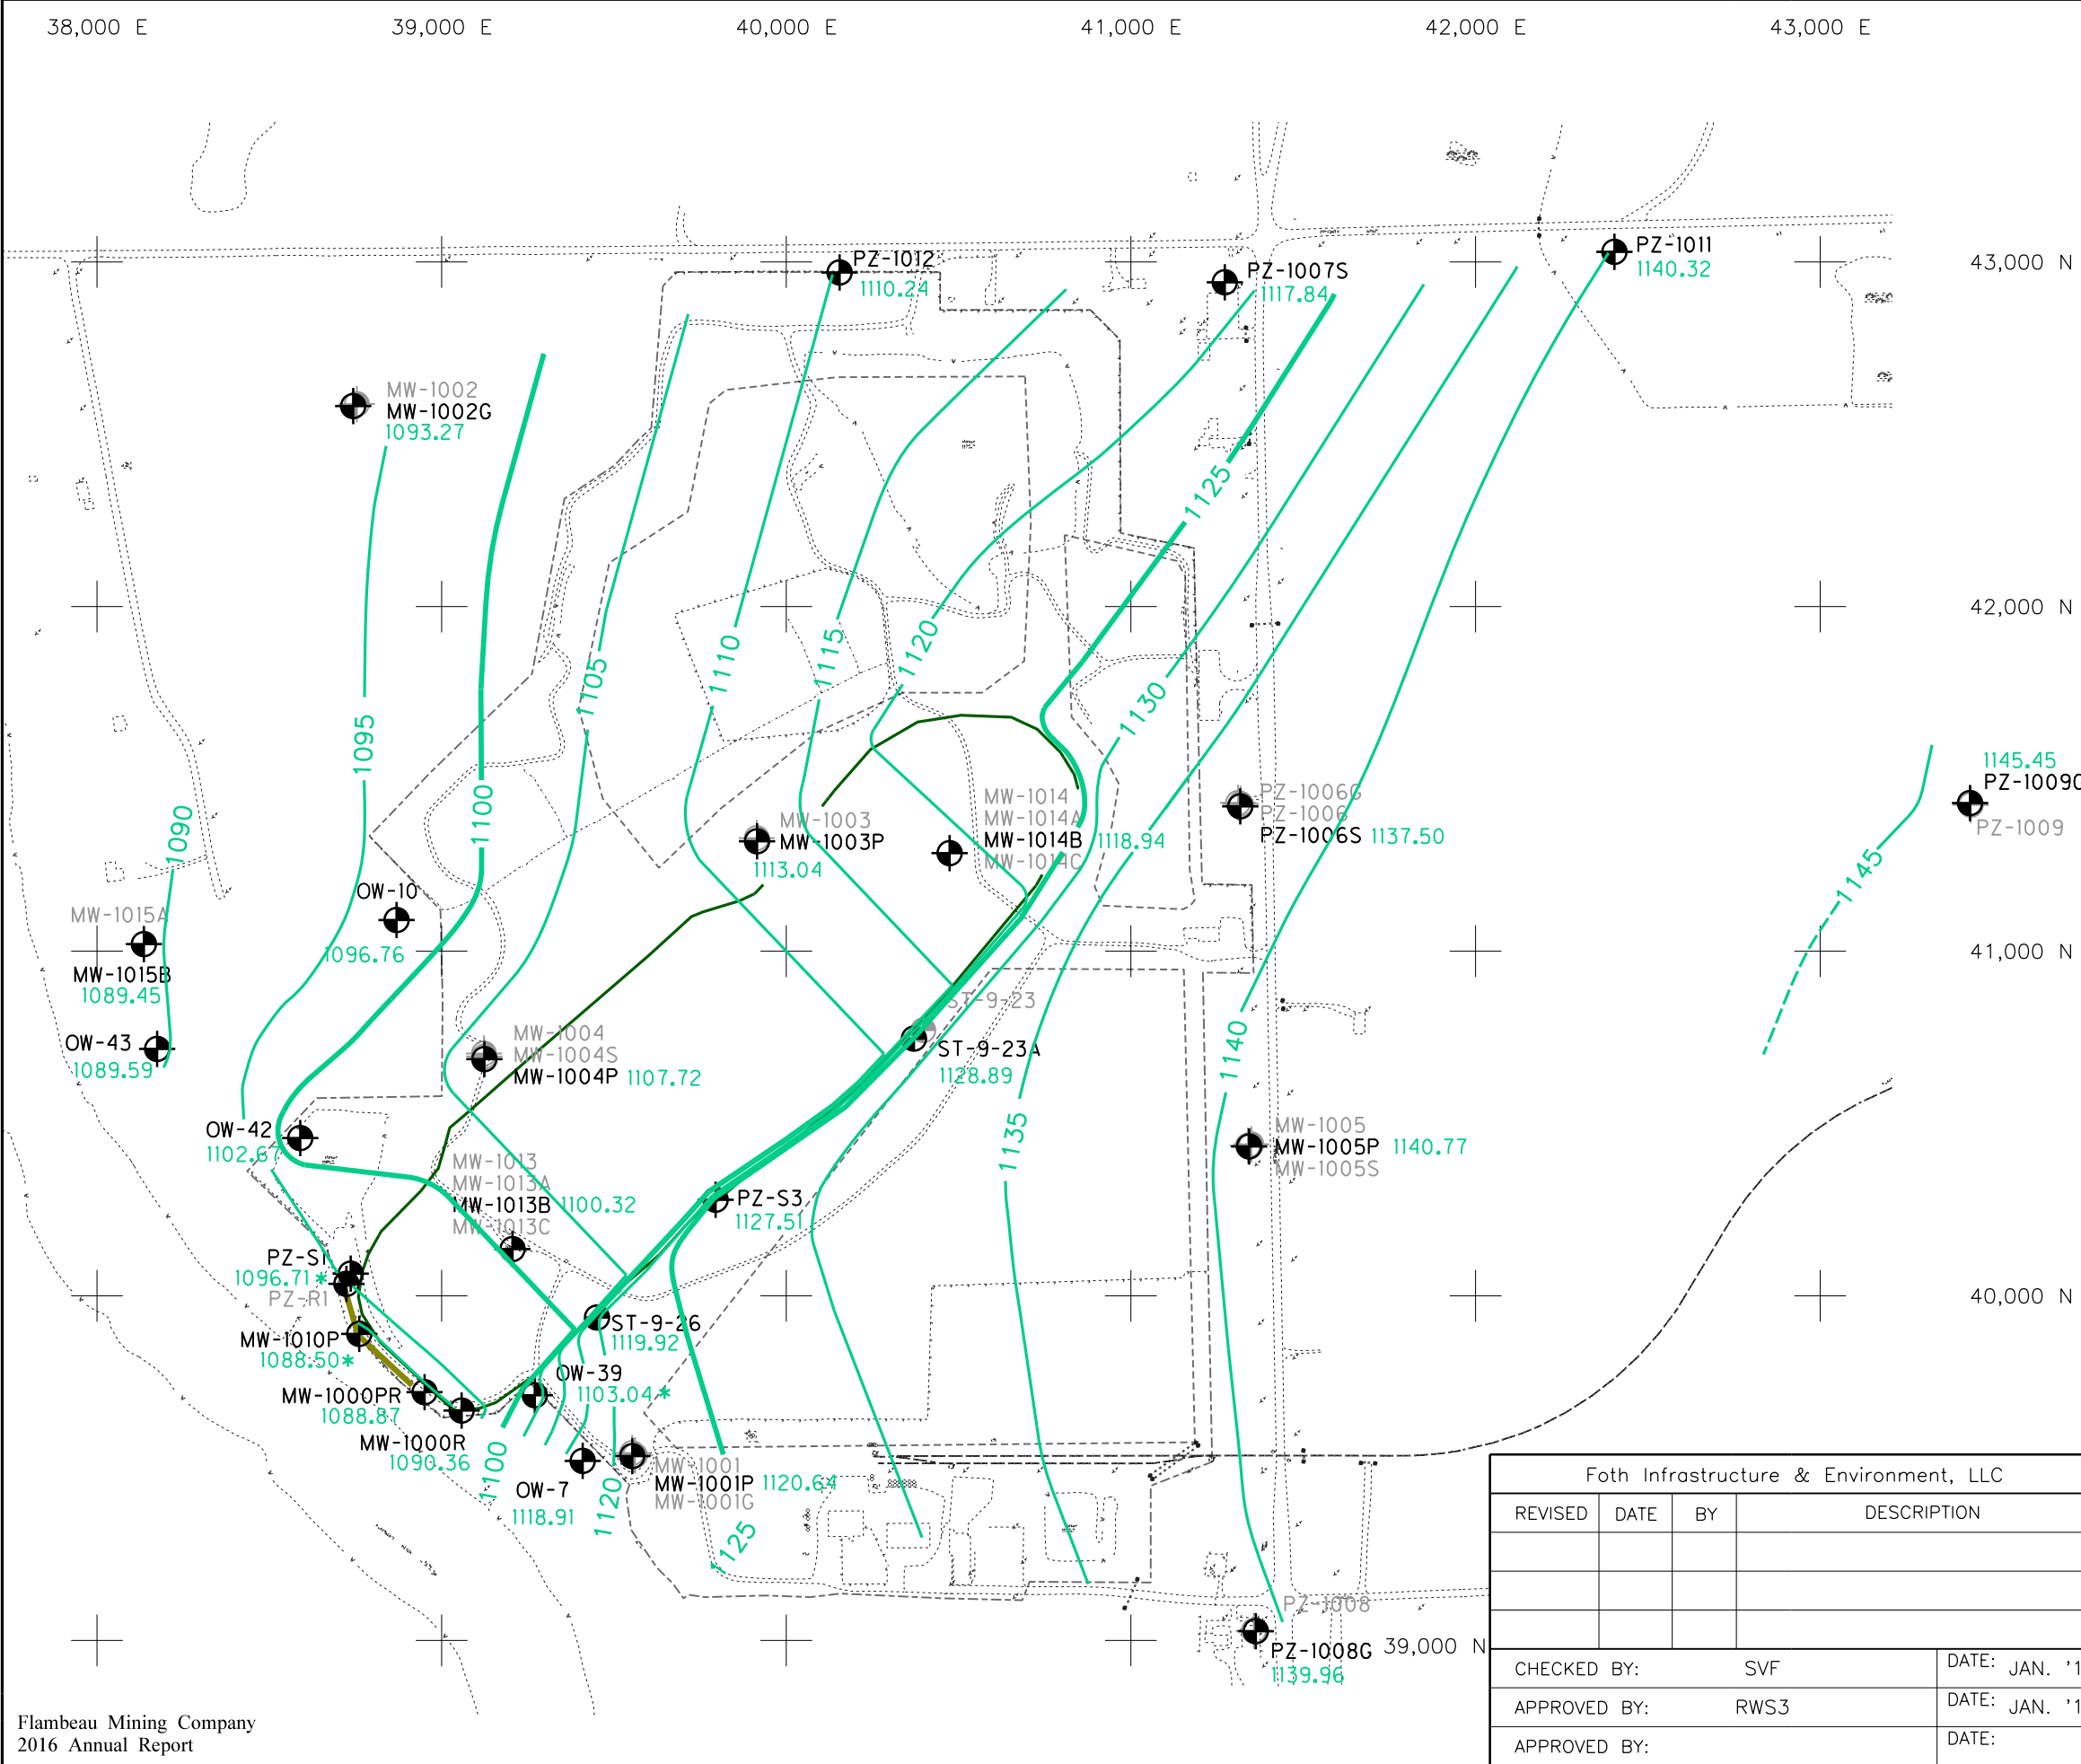 38,000 E 39,000 E 40,000 E 41,000 E 42,000 E 43,000 E
PZ-1011
1140.32
43,000 N
PZ-1012
1110.24
PZ-1007S
1117.84
MW-1002
MW-1002G
1093.27
1125
42,000 N
1120
1115
1110
1105
1130
1095
1100
1090
1145.45
PZ-1009
PZ-1006G
PZ-1006
PZ-1006S 1137.50
MW-1014
MW-1014A
MW-1014B 1118.94
MW-1014C
MW-1003
MW-1003P
1113.04
1145
OW-10
1096.76
MW-1015A
MW-1015B
1089.45
41,000 N
ST-9-23
ST-9-23A
1128.89
OW-43
1089.59
MW-1004
MW-1004S
MW-1004P 1107.72
1140
1135
OW-42
1102.67
MW-1005
MW-1005P 1140.77
MW-1005S
MW-1013
MW-1013A
MW-1013B 1100.32
MW-1013C
PZ-S3
1127.51
PZ-S1
1096.71*
PZ-R1
40,000 N
MW-1010P
1088.50*
ST-9-26
1119.92
OW-39
1103.04*
MW-1000PR
1088.87
MW-1000R
1090.36
1100
OW-7
1118.91
1120
MW-1001
MW-1001P 1120.64
MW-1001G
1125
PZ-1008
PZ-1008G
1139.96
39,000 N
Foth Infrastructure & Environment, LLC
REVISED DATE BY DESCRIPTION
CHECKED BY: SVF DATE: JAN. '1
APPROVED BY: RWS3 DATE: JAN. '1
APPROVED BY: DATE:
Flambeau Mining Company
2016 Annual Report